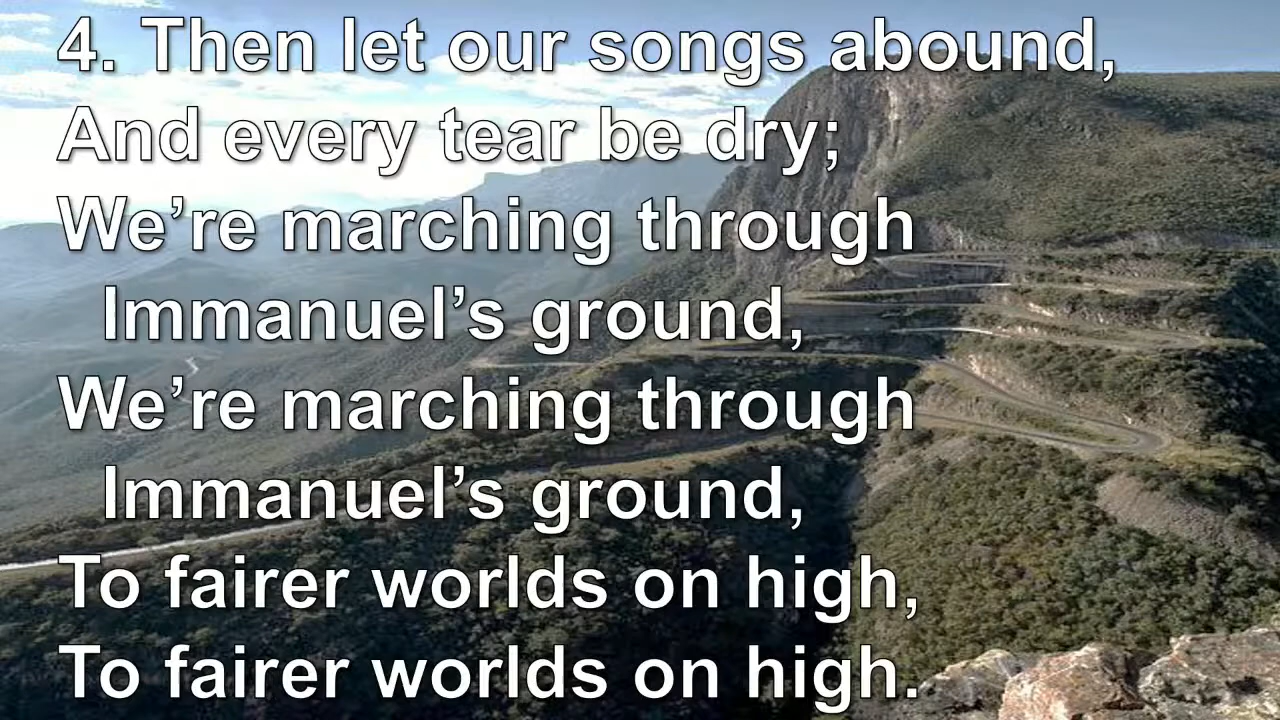 4. Then let our songs abound,
And every tear be dry;
We’re marching through
Immanuel’s ground,
We’re marching through
Immanuel’s ground,
To fairer worlds on high,
To fairer worlds on high.